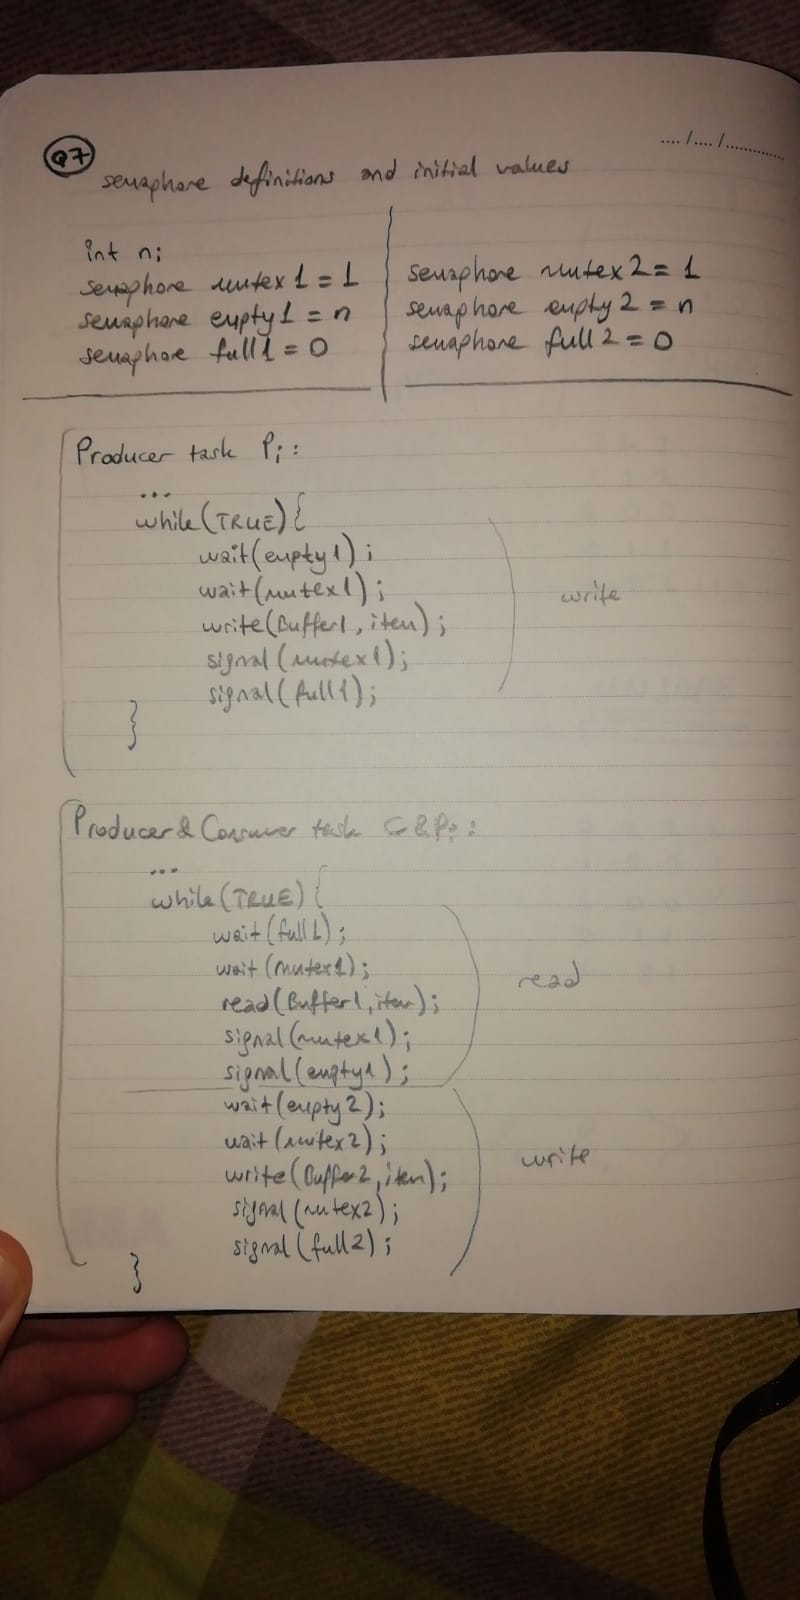 .... / .... / ............
Q7
semaphore definitions and initial values
int n;
semaphore mutex1 = 1
semaphore empty1 = n
semaphore full1 = 0
semaphore mutex2 = 1
semaphore empty2 = n
semaphore full2 = 0
Producer task Pi:
...
while(TRUE){
wait(empty1);
wait(mutex1);
write(Buffer1, item);
signal(mutex1);
signal(full1);
}
write
Producer & Consumer task C&Pi:
...
while(TRUE){
wait(full1);
wait(mutex1);
read(Buffer1, item);
signal(mutex1);
signal(empty1);
read
wait(empty2);
wait(mutex2);
write(Buffer2, item);
signal(mutex2);
signal(full2);
write
}